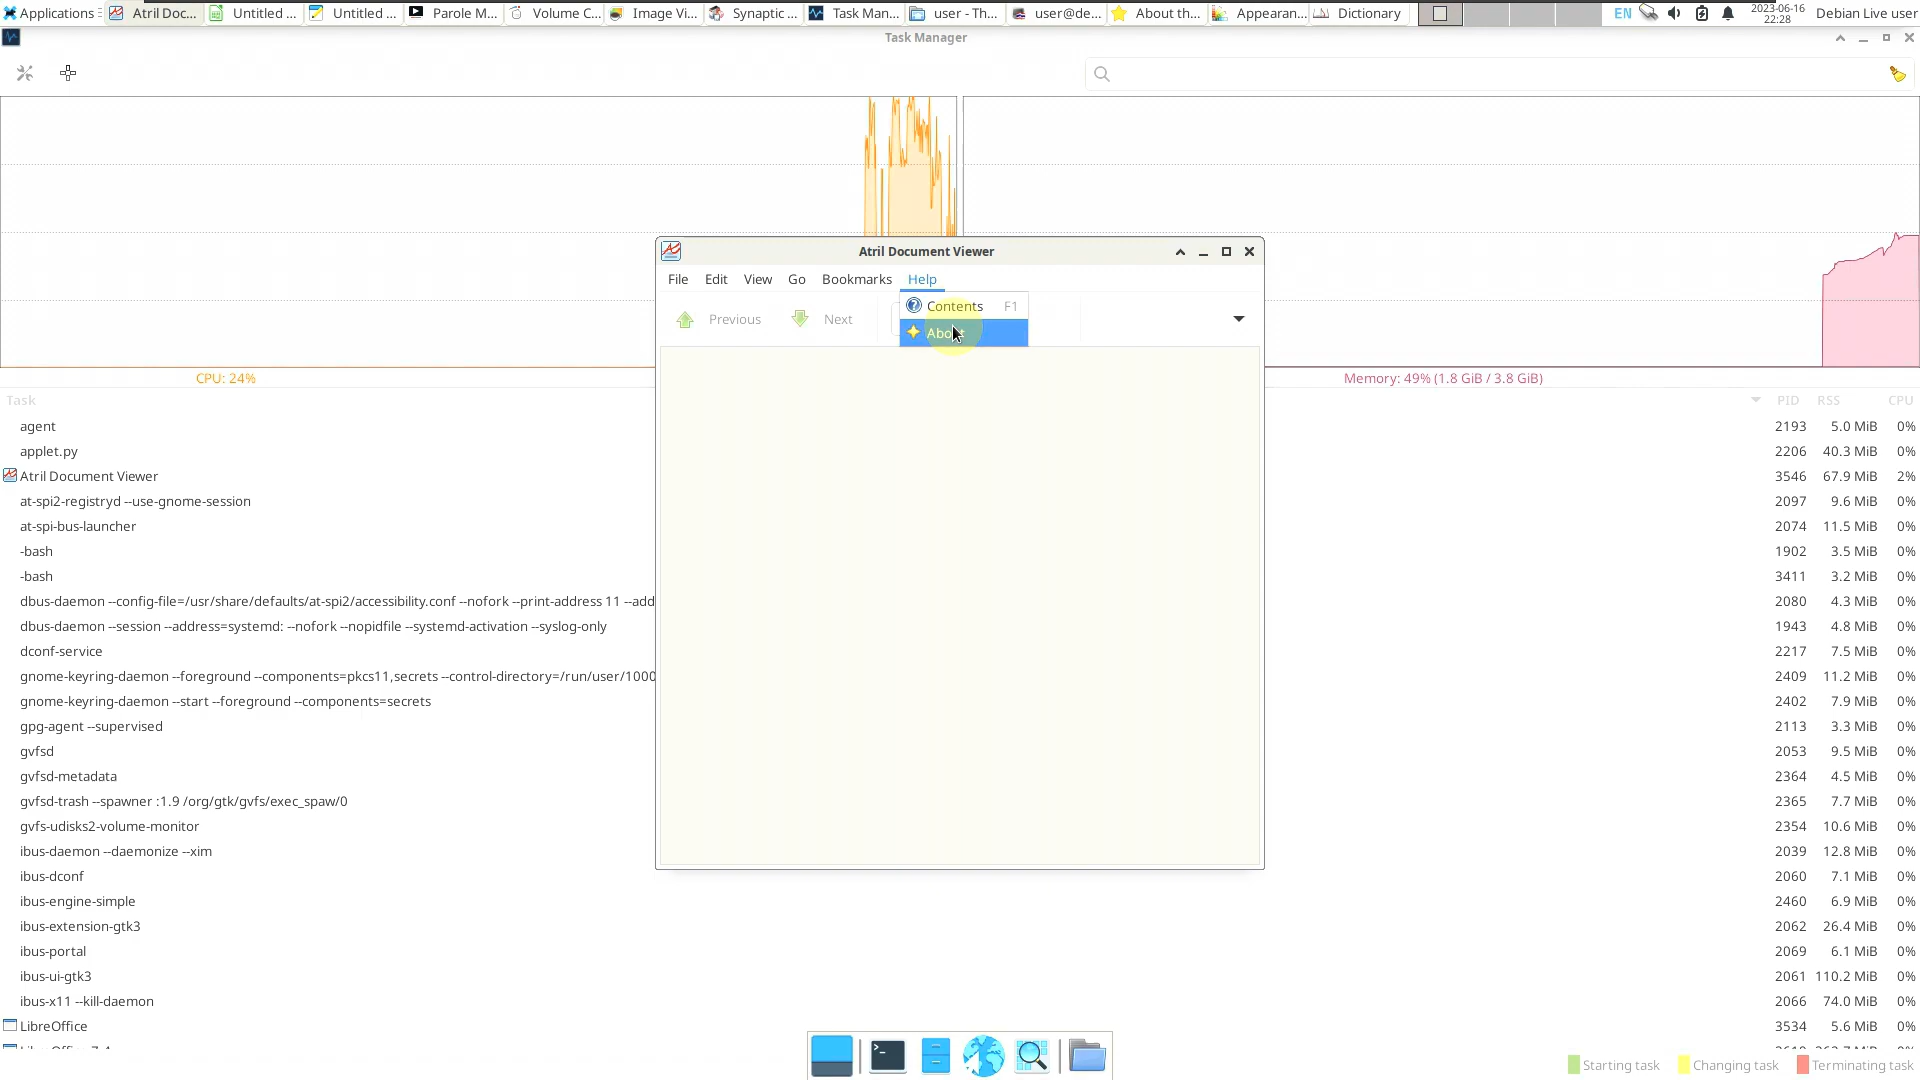 Applications
Atril Doc...
Untitled ...
Untitled ...
Parole M...
Volume C...
Image Vi...
Synaptic ...
Task Man...
user - Th...
user@de...
About th...
Appearan...
Dictionary
EN
2023-06-16
22:28
Debian Live user
Task Manager
Atril Document Viewer
File Edit View Go Bookmarks Help
Previous
Next
Contents F1
About
CPU: 24%
Memory: 49% (1.8 GiB / 3.8 GiB)
Task PID RSS CPU
agent 2193 5.0 MiB 0%
applet.py 2206 40.3 MiB 0%
Atril Document Viewer 3546 67.9 MiB 2%
at-spi2-registryd --use-gnome-session 2097 9.6 MiB 0%
at-spi-bus-launcher 2074 11.5 MiB 0%
-bash 1902 3.5 MiB 0%
-bash 3411 3.2 MiB 0%
dbus-daemon --config-file=/usr/share/defaults/at-spi2/accessibility.conf --nofork --print-address 11 --add 2080 4.3 MiB 0%
dbus-daemon --session --address=systemd: --nofork --nopidfile --systemd-activation --syslog-only 1943 4.8 MiB 0%
dconf-service 2217 7.5 MiB 0%
gnome-keyring-daemon --foreground --components=pkcs11,secrets --control-directory=/run/user/1000 2409 11.2 MiB 0%
gnome-keyring-daemon --start --foreground --components=secrets 2402 7.9 MiB 0%
gpg-agent --supervised 2113 3.3 MiB 0%
gvfsd 2053 9.5 MiB 0%
gvfsd-metadata 2364 4.5 MiB 0%
gvfsd-trash --spawner :1.9 /org/gtk/gvfs/exec_spaw/0 2365 7.7 MiB 0%
gvfs-udisks2-volume-monitor 2354 10.6 MiB 0%
ibus-daemon --daemonize --xim 2039 12.8 MiB 0%
ibus-dconf 2060 7.1 MiB 0%
ibus-engine-simple 2460 6.9 MiB 0%
ibus-extension-gtk3 2062 26.4 MiB 0%
ibus-portal 2069 6.1 MiB 0%
ibus-ui-gtk3 2061 110.2 MiB 0%
ibus-x11 --kill-daemon 2066 74.0 MiB 0%
LibreOffice 3534 5.6 MiB 0%
Starting task
Changing task
Terminating task